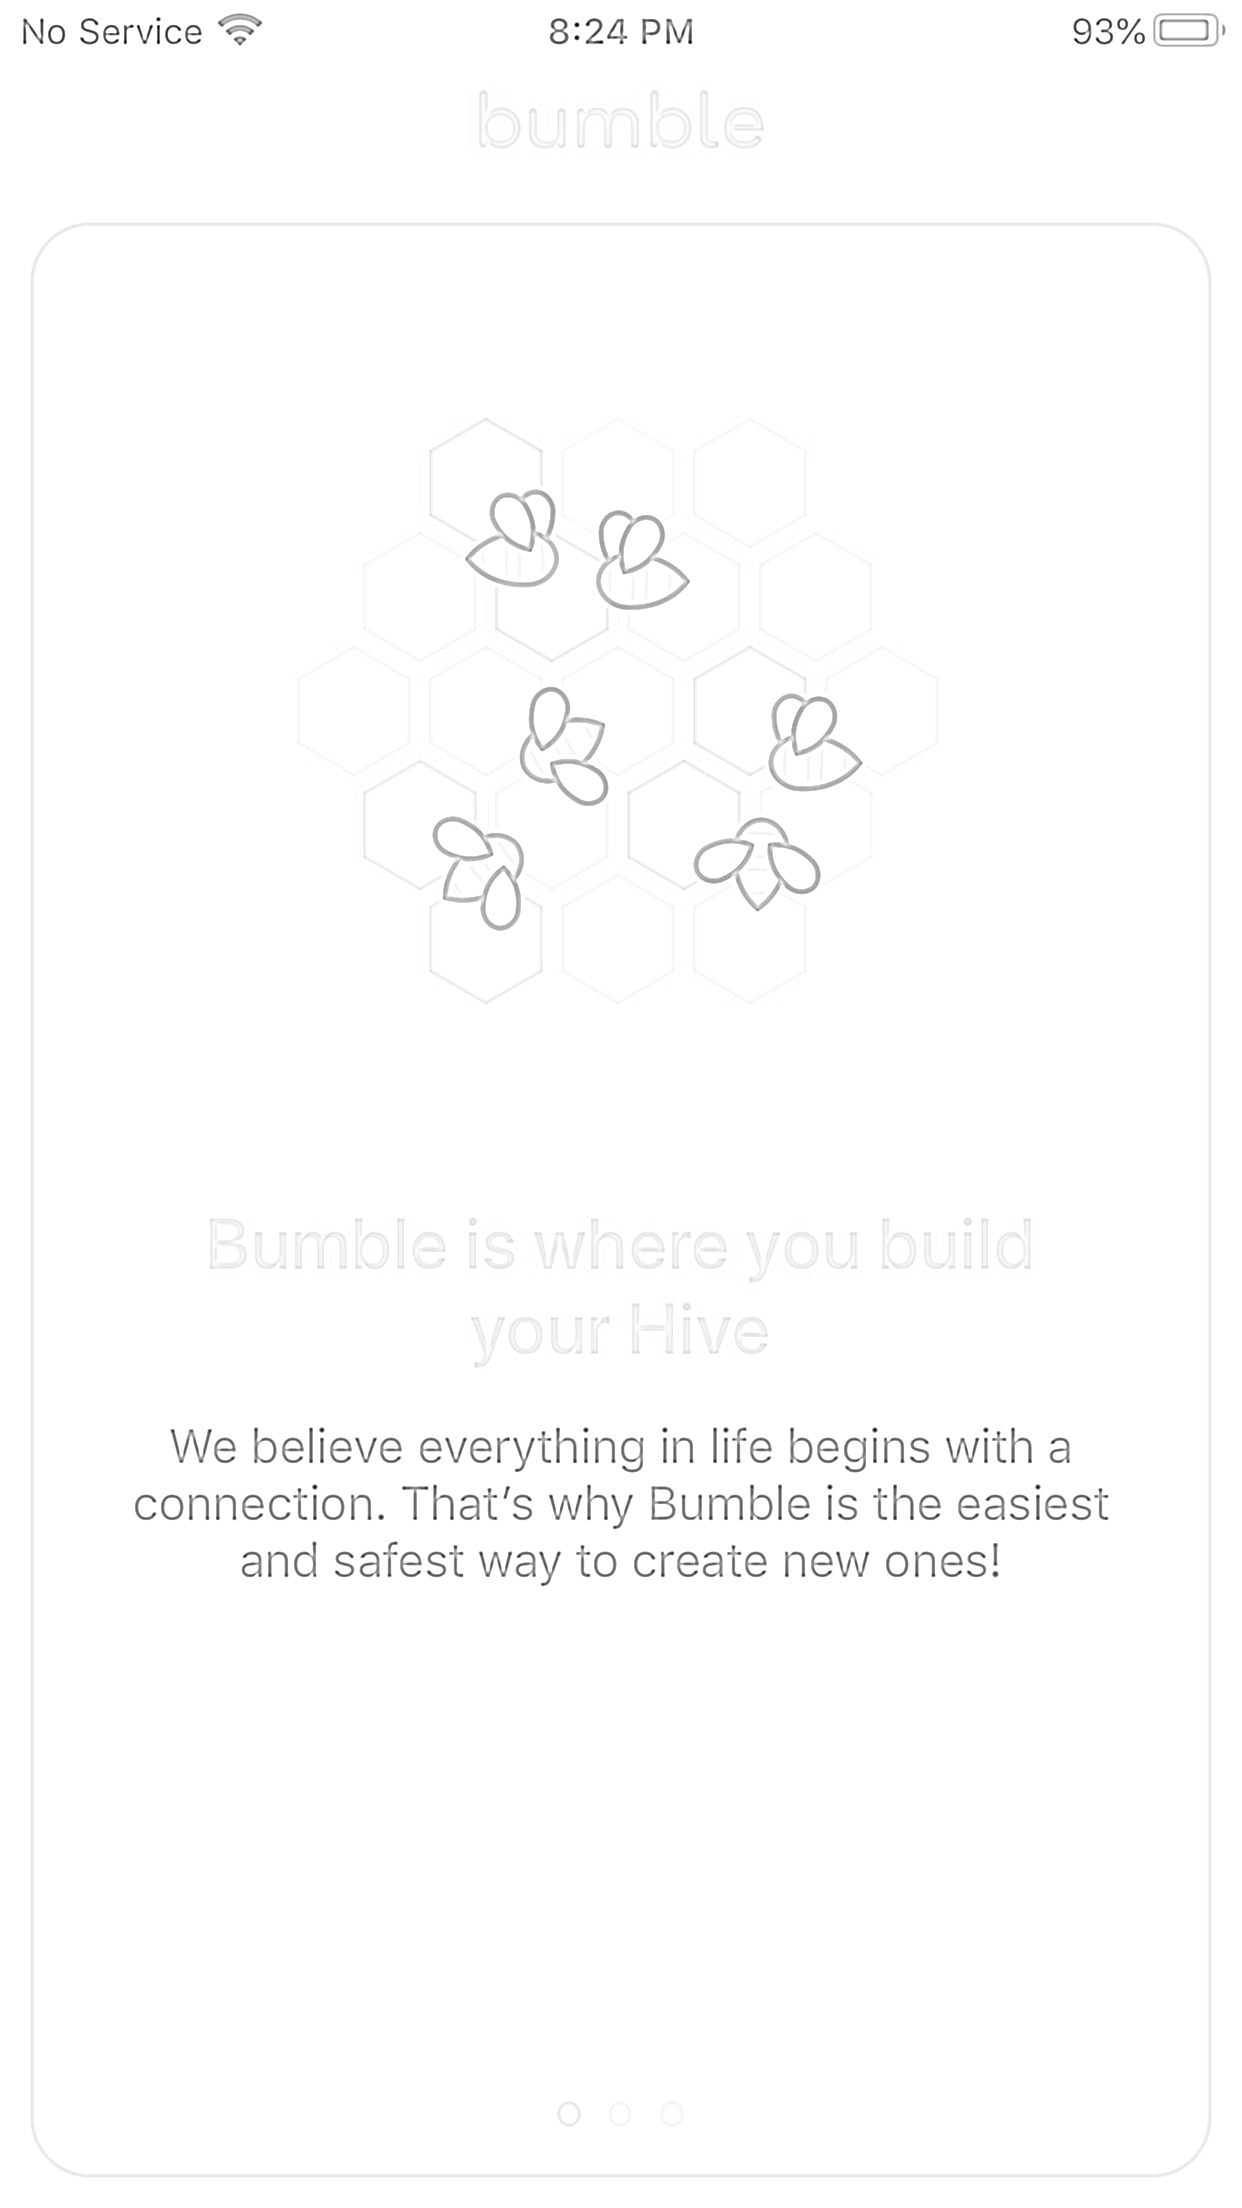 No Service 8:24 PM 93%
bumble
Bumble is where you build
your Hive
We believe everything in life begins with a
connection. That's why Bumble is the easiest
and safest way to create new ones!